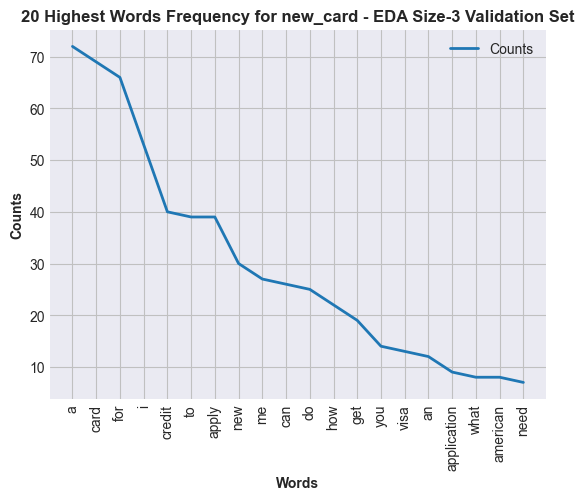 20 Highest Words Frequency for new_card - EDA Size-3 Validation Set
Counts
70
60
50
40
30
20
10
Counts
a
card
for
i
credit
to
apply
new
me
can
do
how
get
you
visa
an
application
what
american
need
Words